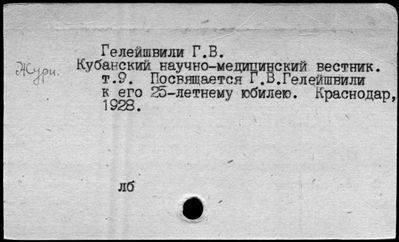 Гелейшвили Г.В.
Журн.
Кубанский научно-медицинский вестник.
т.9. Посвящается Г.В.Гелейшвили
к его 25-летнему юбилею. Краснодар,
1928.
лб